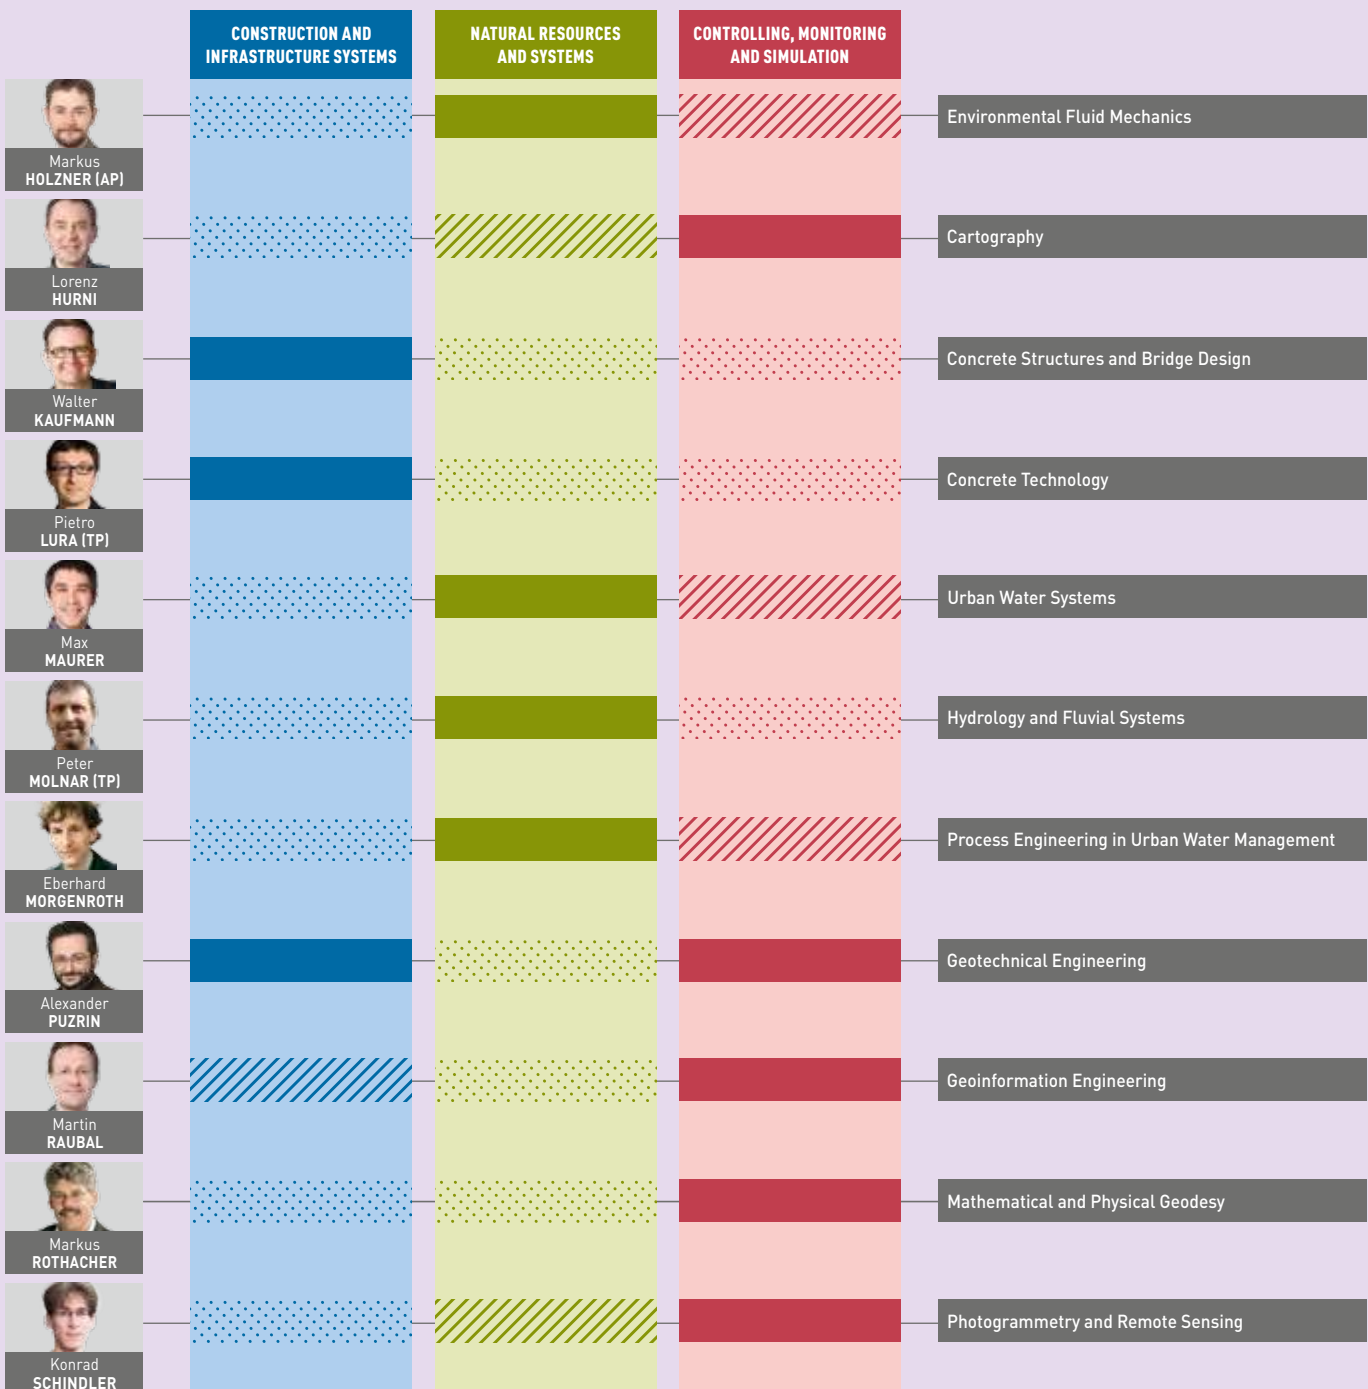 CONSTRUCTION AND
INFRASTRUCTURE SYSTEMS
NATURAL RESOURCES
AND SYSTEMS
CONTROLLING, MONITORING
AND SIMULATION
Markus
HOLZNER (AP)
Environmental Fluid Mechanics
Lorenz
HURNI
Cartography
Walter
KAUFMANN
Concrete Structures and Bridge Design
Pietro
LURA (TP)
Concrete Technology
Max
MAURER
Urban Water Systems
Peter
MOLNAR (TP)
Hydrology and Fluvial Systems
Eberhard
MORGENROTH
Process Engineering in Urban Water Management
Alexander
PUZRIN
Geotechnical Engineering
Martin
RAUBAL
Geoinformation Engineering
Markus
ROTHACHER
Mathematical and Physical Geodesy
Konrad
SCHINDLER
Photogrammetry and Remote Sensing